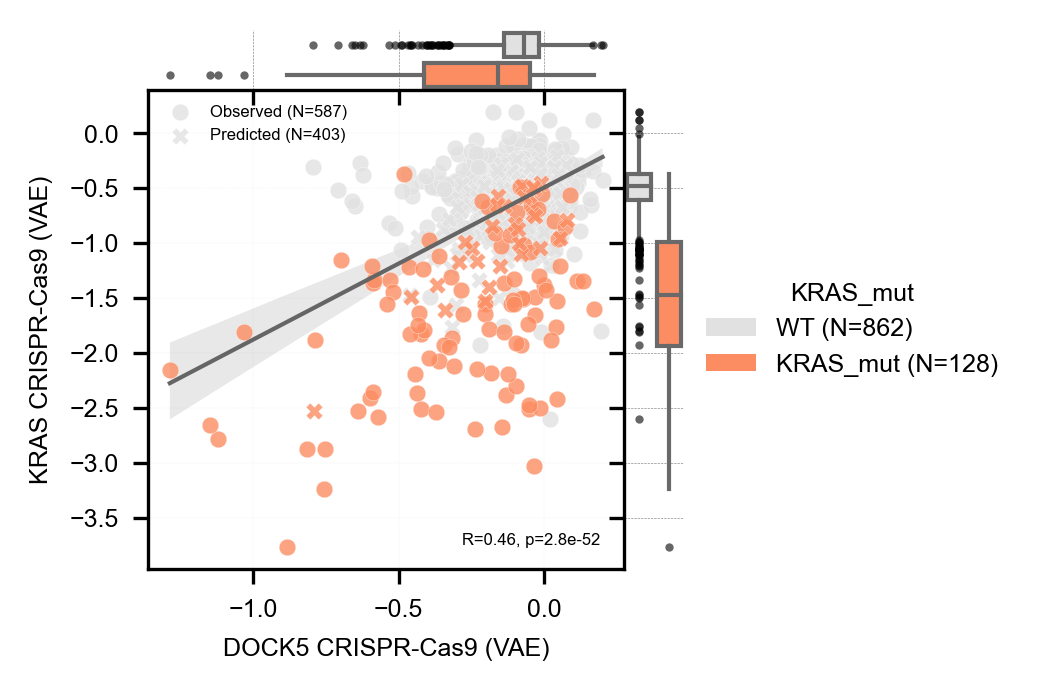 Observed (N=587)
Predicted (N=403)
0.0
−0.5
−1.0
−1.5
−2.0
−2.5
−3.0
−3.5
KRAS CRISPR-Cas9 (VAE)
R=0.46, p=2.8e-52
−1.0
−0.5
0.0
DOCK5 CRISPR-Cas9 (VAE)
KRAS_mut
WT (N=862)
KRAS_mut (N=128)